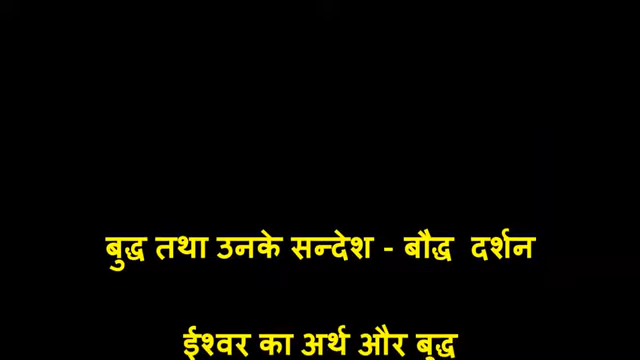 बुद्ध तथा उनके सन्देश - बौद्ध दर्शन
ईश्वर का अर्थ और बुद्ध